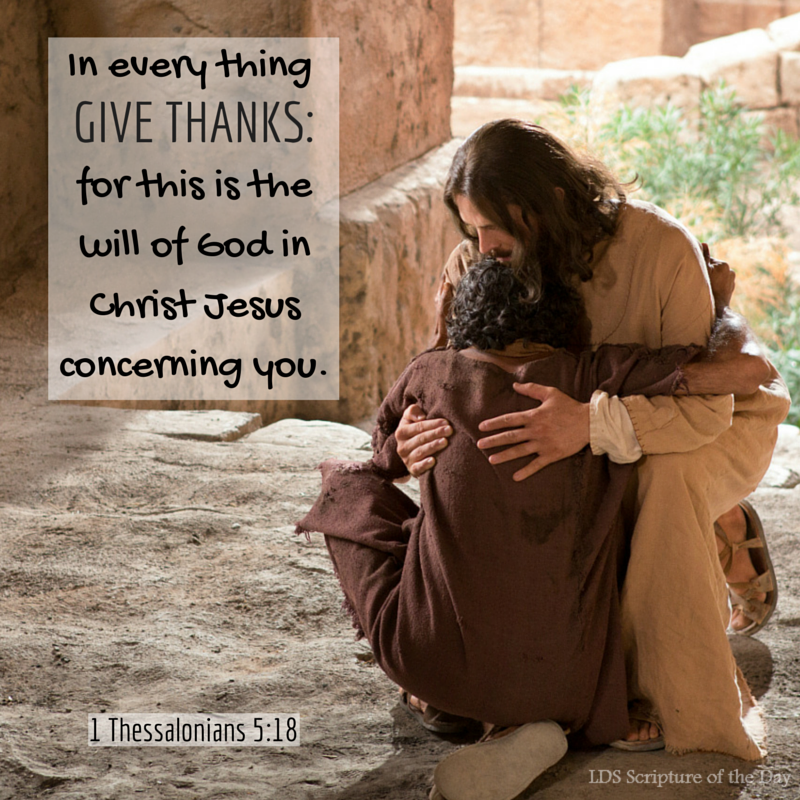 In every thing
GIVE THANKS:
for this is the
will of God in
Christ Jesus
concerning you.
1 Thessalonians 5:18
LDS Scripture of the Day